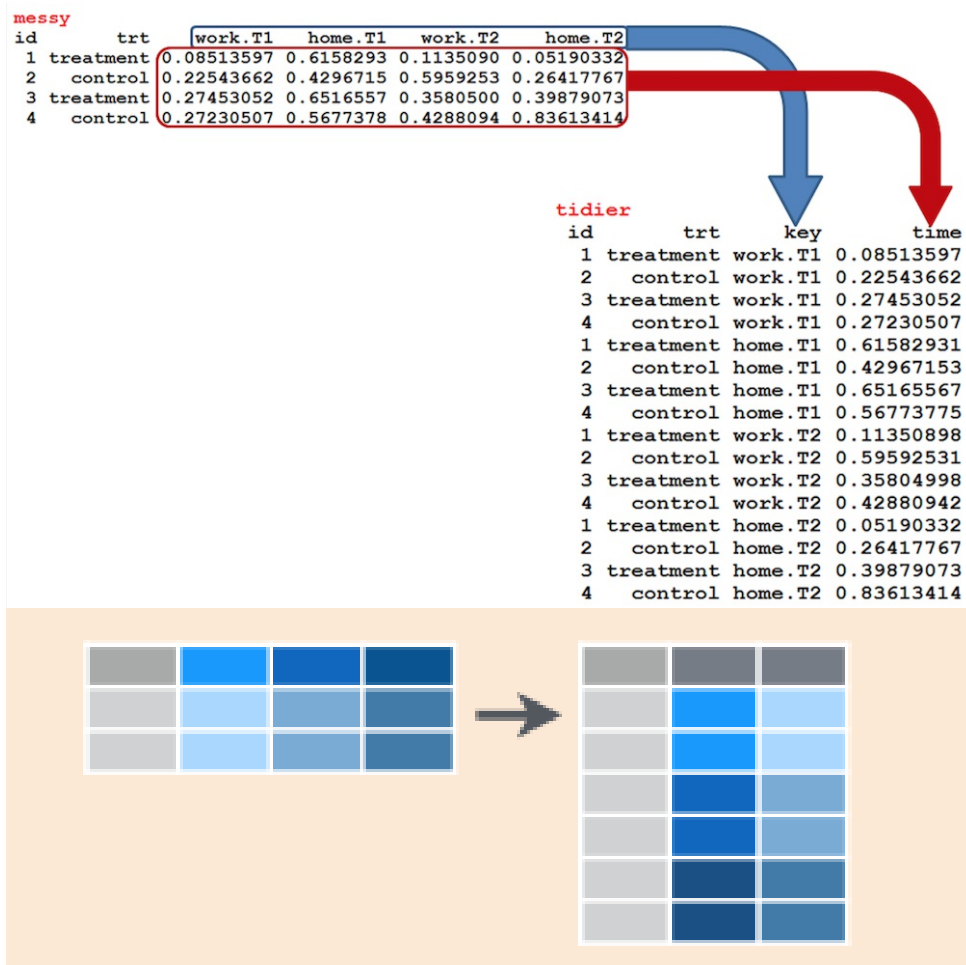 messy
id trt work.T1 home.T1 work.T2 home.T2
1 treatment 0.08513597 0.6158293 0.1135090 0.05190332
2 control 0.22543662 0.4296715 0.5959253 0.26417767
3 treatment 0.27453052 0.6516557 0.3580500 0.39879073
4 control 0.27230507 0.5677378 0.4288094 0.83613414
tidier
id trt key time
1 treatment work.T1 0.08513597
2 control work.T1 0.22543662
3 treatment work.T1 0.27453052
4 control work.T1 0.27230507
1 treatment home.T1 0.61582931
2 control home.T1 0.42967153
3 treatment home.T1 0.65165567
4 control home.T1 0.56773775
1 treatment work.T2 0.11350898
2 control work.T2 0.59592531
3 treatment work.T2 0.35804998
4 control work.T2 0.42880942
1 treatment home.T2 0.05190332
2 control home.T2 0.26417767
3 treatment home.T2 0.39879073
4 control home.T2 0.83613414